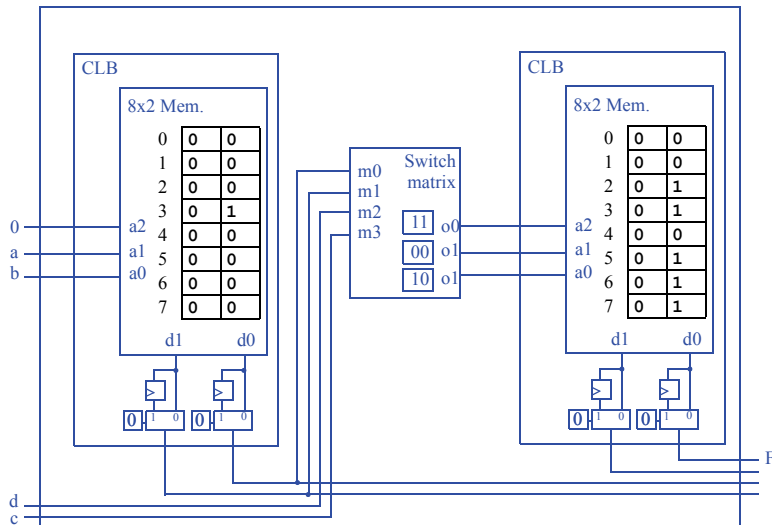 CLB
8x2 Mem.
0 0 0
1 0 0
2 0 0
3 0 1
4 0 0
5 0 0
6 0 0
7 0 0
0 a2
a a1
b a0
d1 d0
0 1 0 0 1 0
Switch
matrix
m0
m1
m2
m3
11 o0
00 o1
10 o1
CLB
8x2 Mem.
0 0 0
1 0 0
2 0 1
3 0 1
4 0 0
5 0 1
6 0 1
7 0 1
a2
a1
a0
d1 d0
0 1 0 0 1 0
F
d
c